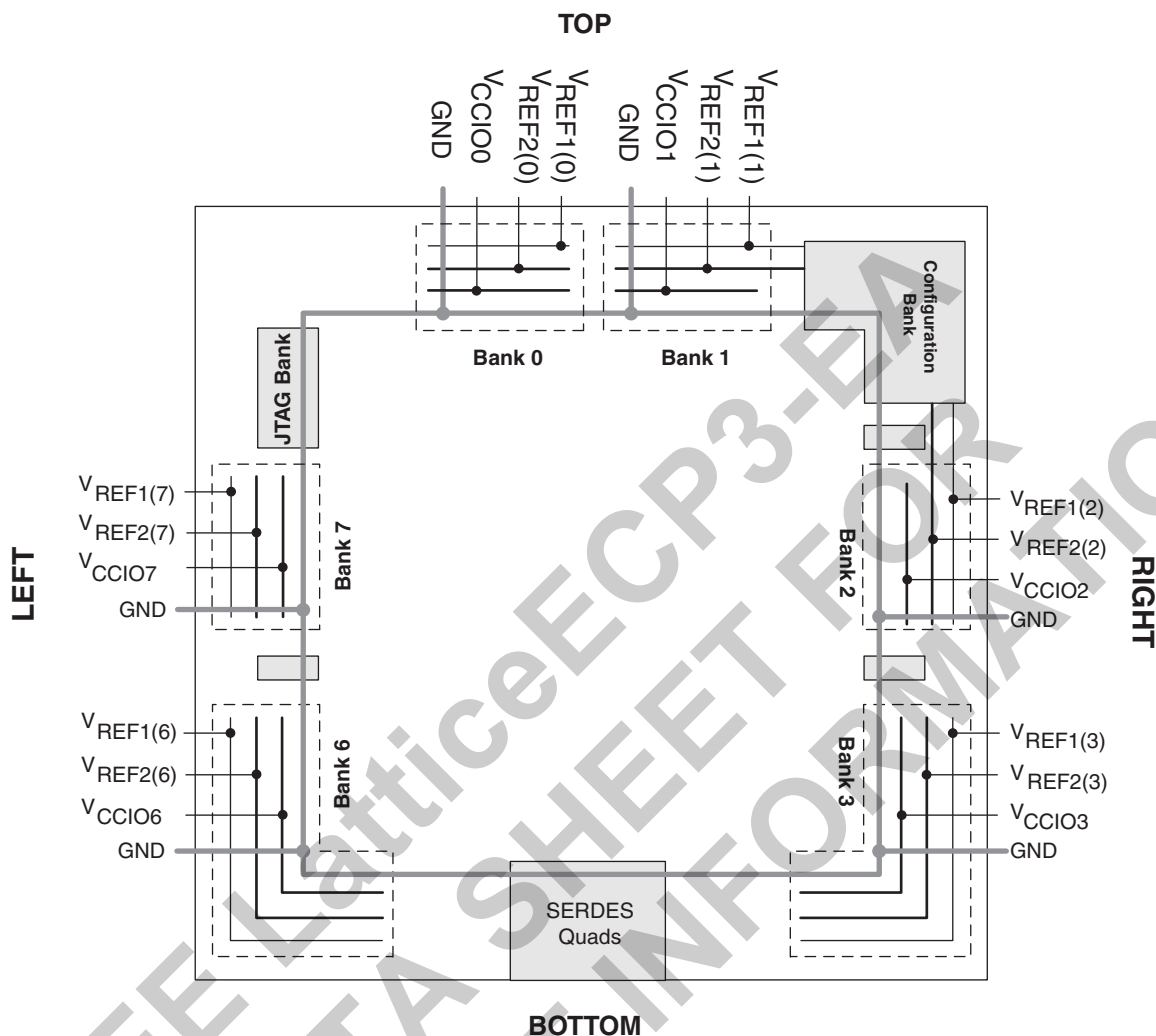 TOP
GND
VCCIO0
VREF2(0)
VREF1(0)
GND
VCCIO1
VREF2(1)
VREF1(1)
Configuration
Bank
Bank 0
Bank 1
JTAG Bank
VREF1(7)
VREF2(7)
VCCIO7
GND
Bank 7
Bank 2
VREF1(2)
VREF2(2)
VCCIO2
GND
LEFT
RIGHT
VREF1(6)
VREF2(6)
VCCIO6
GND
Bank 6
Bank 3
VREF1(3)
VREF2(3)
VCCIO3
GND
SERDES
Quads
BOTTOM
EE LatticeECP3-EA
TA SHEET FOR
INFORMATIO